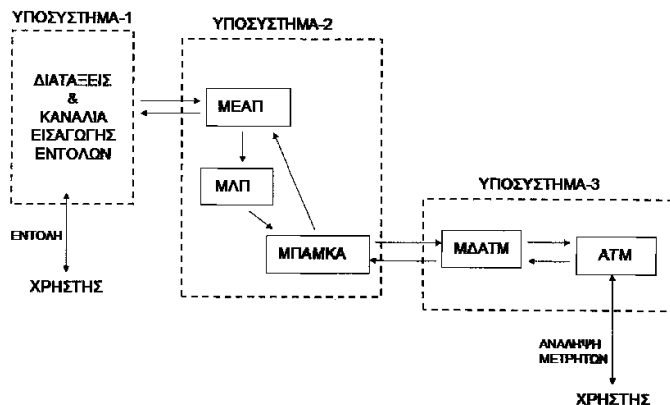 ΥΠΟΣΥΣΤΗΜΑ-1
ΔΙΑΤΑΞΕΙΣ
&
ΚΑΝΑΛΙΑ
ΕΙΣΑΓΩΓΗΣ
ΕΝΤΟΛΩΝ
ΕΝΤΟΛΗ
ΧΡΗΣΤΗΣ
ΥΠΟΣΥΣΤΗΜΑ-2
ΜΕΑΠ
ΜΛΠ
ΜΠΑΜΚΑ
ΥΠΟΣΥΣΤΗΜΑ-3
ΜΔΑΤΜ
ΑΤΜ
ΑΝΑΛΗΨΗ
ΜΕΤΡΗΤΩΝ
ΧΡΗΣΤΗΣ